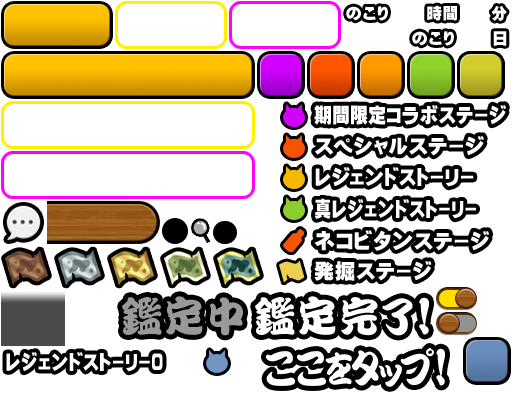 のこり 時間 分
のこり 日
期間限定コラボステージ
スペシャルステージ
レジェンドストーリー
真レジェンドストーリー
ネコビタンステージ
発掘ステージ
鑑定中 鑑定完了!
レジェンドストーリー0
ここをタップ!